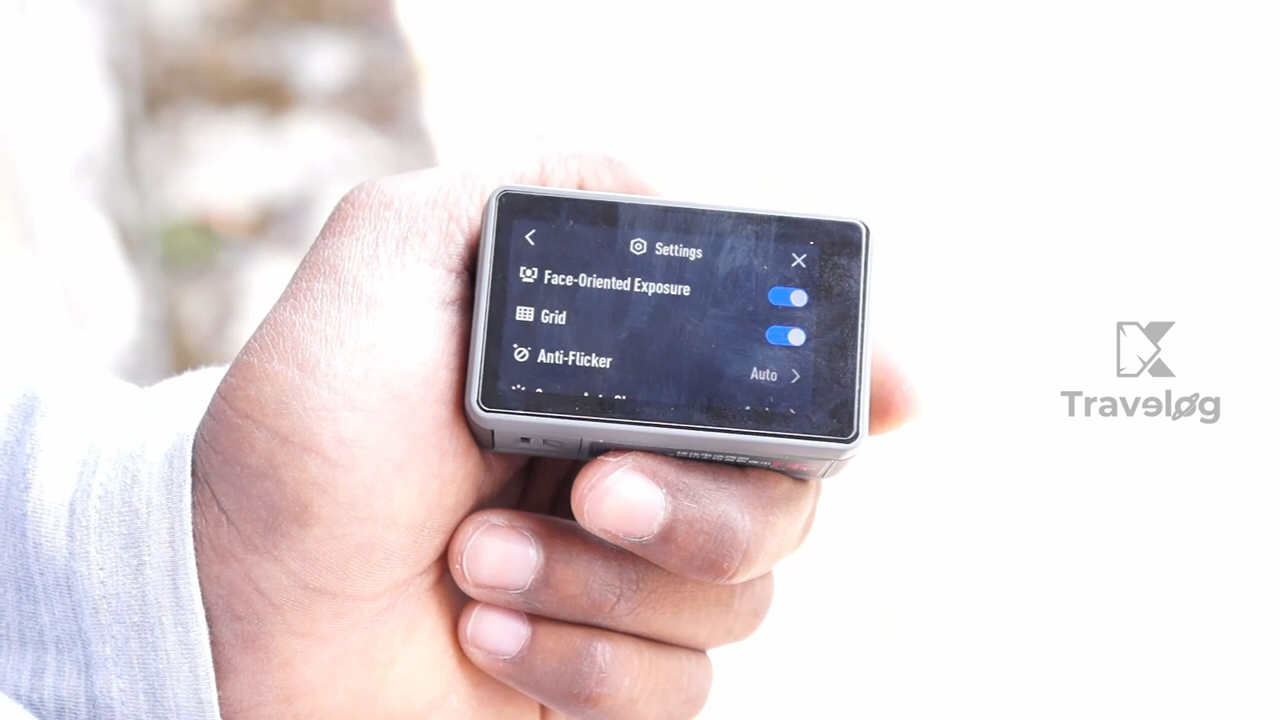 Settings
Face-Oriented Exposure
Grid
Anti-Flicker
Auto
Travelog